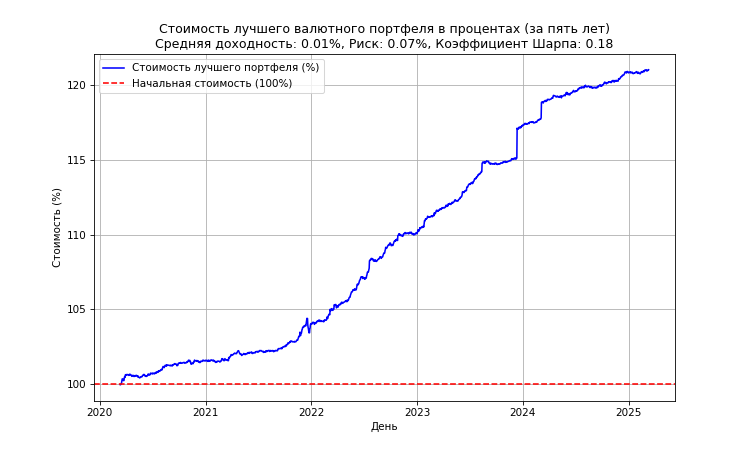 Стоимость лучшего валютного портфеля в процентах (за пять лет)
Средняя доходность: 0.01%, Риск: 0.07%, Коэффициент Шарпа: 0.18
Стоимость лучшего портфеля (%)
Начальная стоимость (100%)
Стоимость (%)
120
115
110
105
100
2020
2021
2022
2023
2024
2025
День